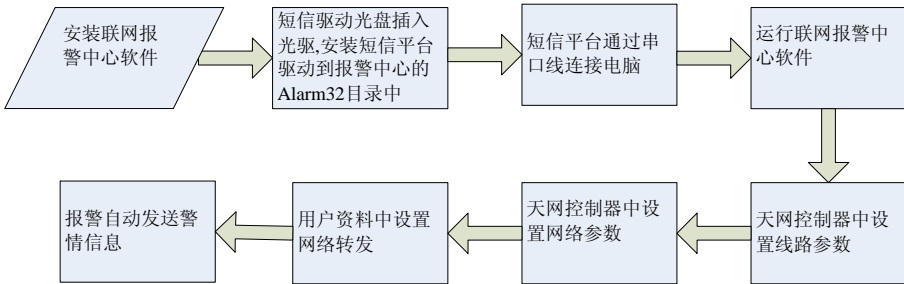 安装联网报
警中心软件
短信驱动光盘插入
光驱,安装短信平台
驱动到报警中心的
Alarm32目录中
短信平台通过串
口线连接电脑
运行联网报警中
心软件
天网控制器中设
置线路参数
天网控制器中设
置网络参数
用户资料中设置
网络转发
报警自动发送警
情信息